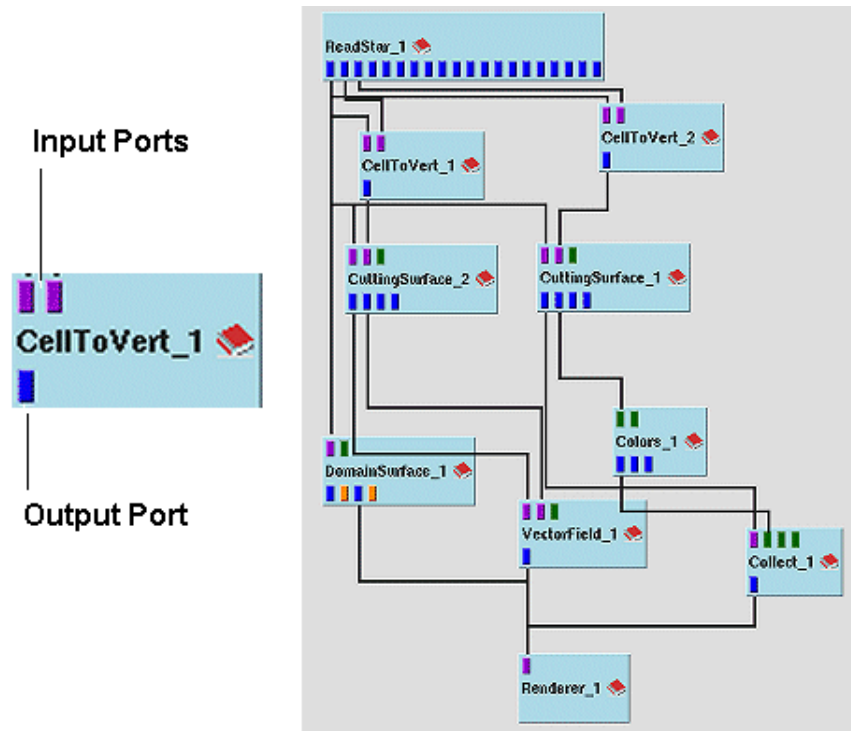 Input Ports
CellToVert_1
Output Port
ReadStar_1
CellToVert_1
CellToVert_2
CuttingSurface_2
CuttingSurface_1
Colors_1
DomainSurface_1
VectorField_1
Collect_1
Renderer_1